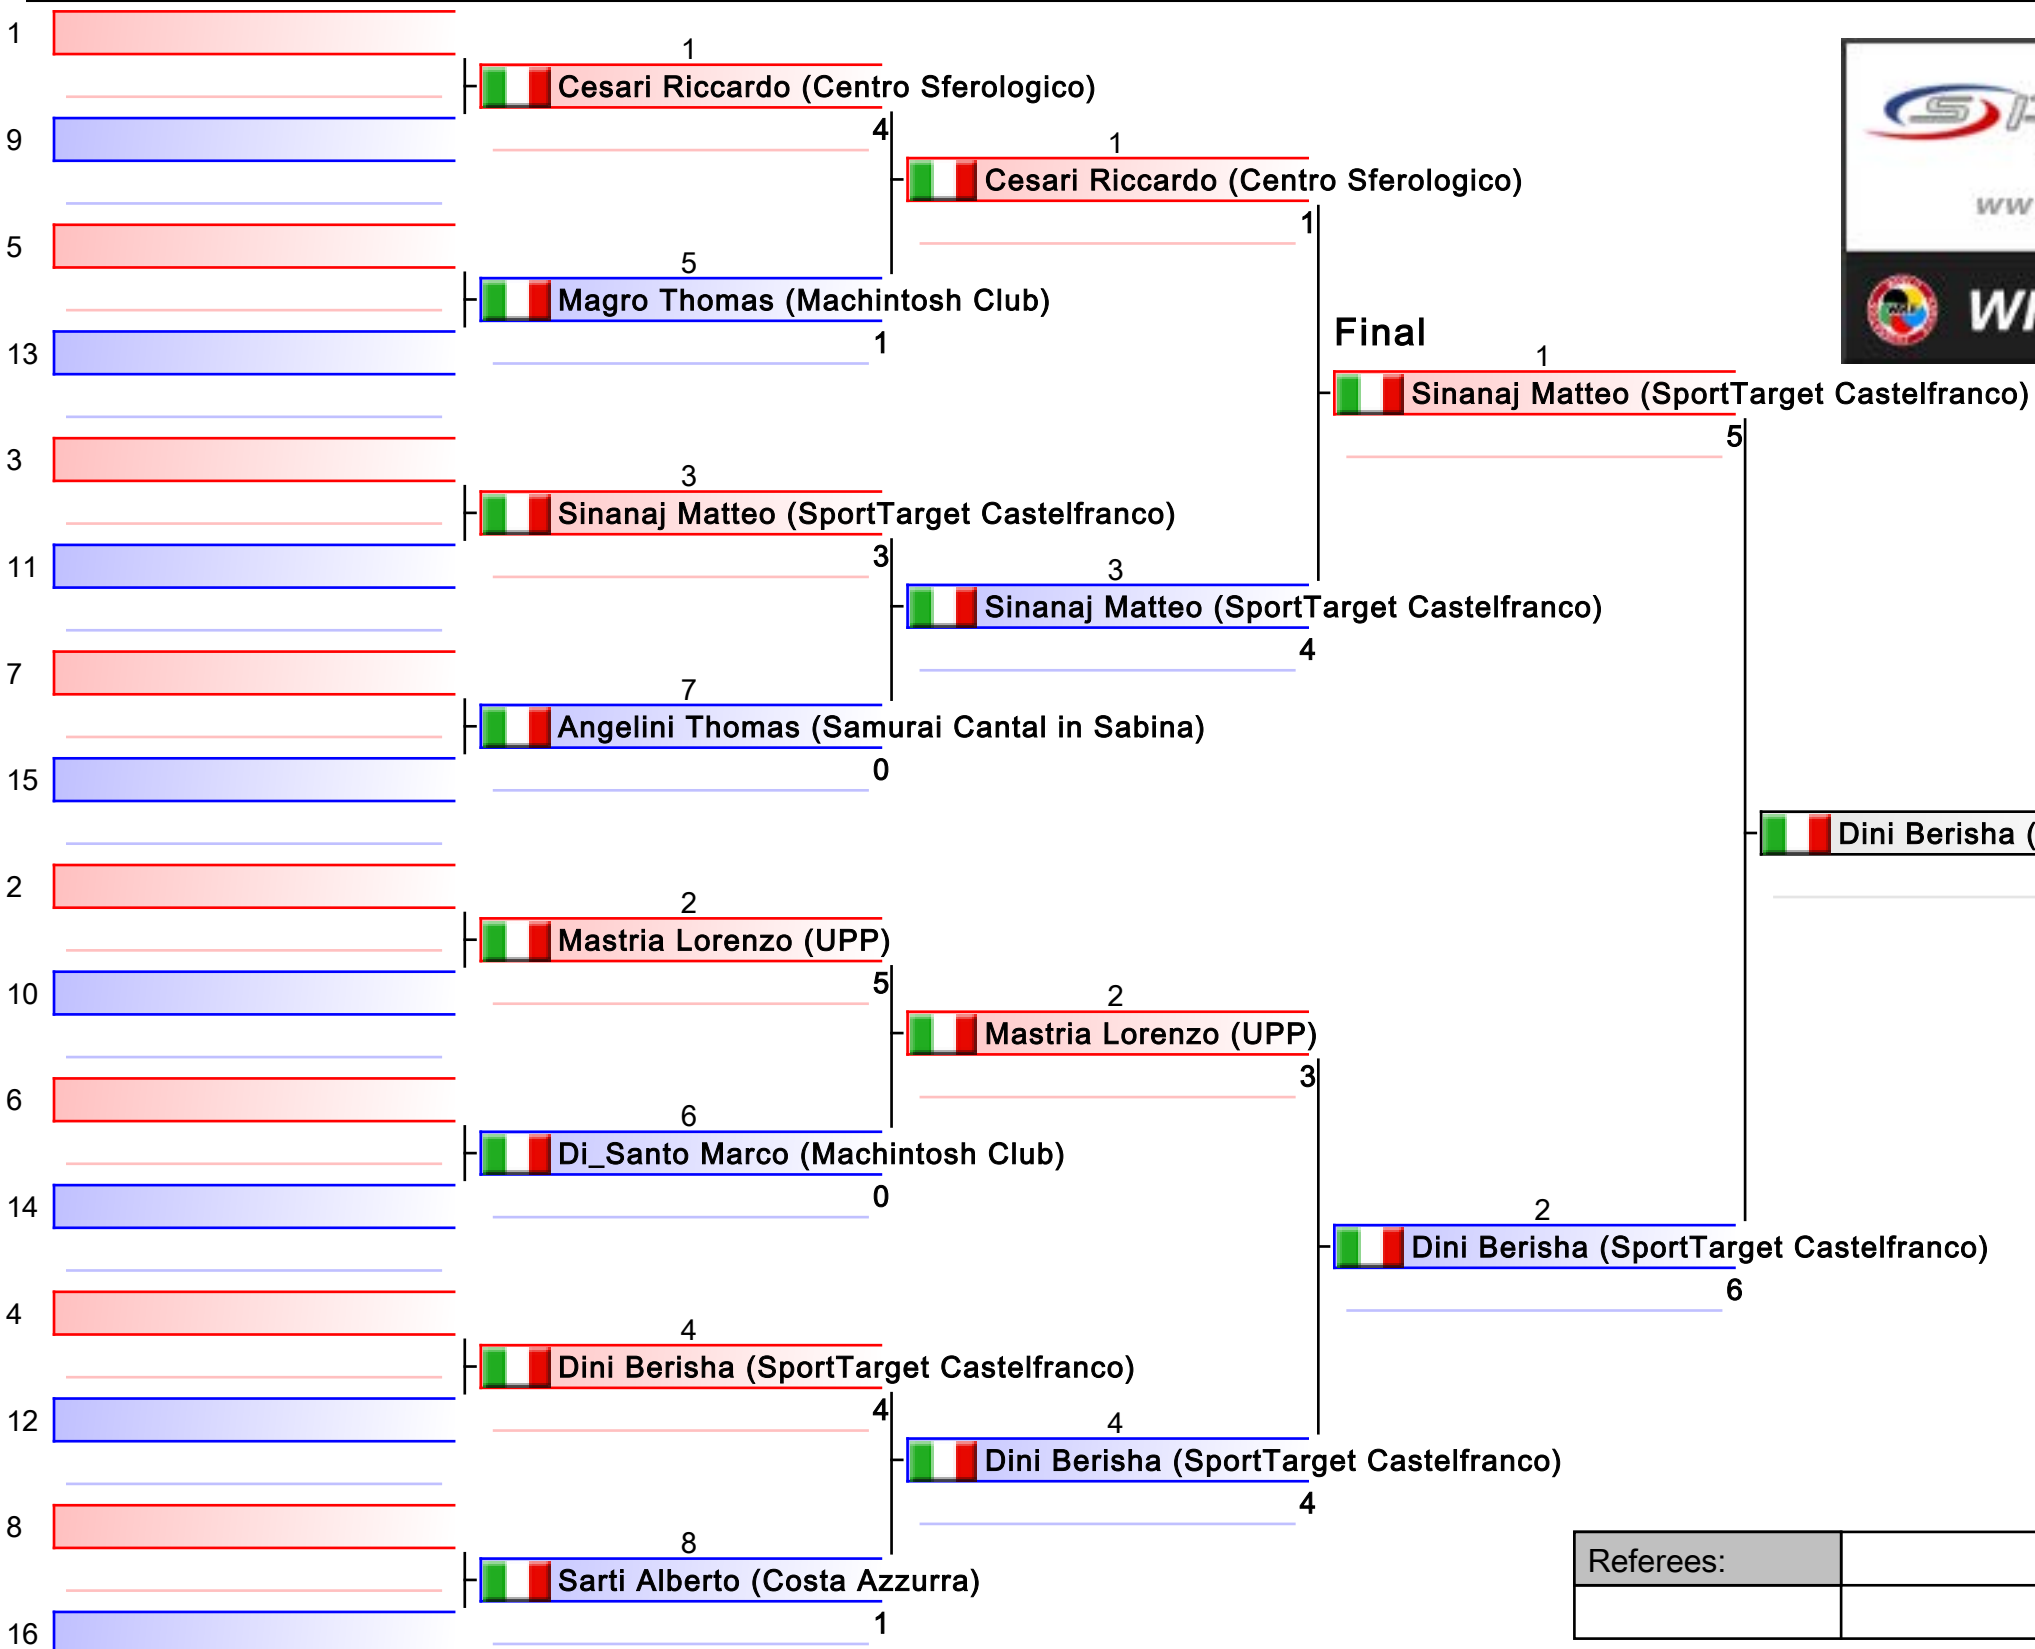 1
1
Cesari Riccardo (Centro Sferologico)
4
9
1
Cesari Riccardo (Centro Sferologico)
1
5
5
Magro Thomas (Machintosh Club)
1
13
Final
1
Sinanaj Matteo (SportTarget Castelfranco)
5
3
3
Sinanaj Matteo (SportTarget Castelfranco)
3
11
3
Sinanaj Matteo (SportTarget Castelfranco)
4
7
7
Angelini Thomas (Samurai Cantal in Sabina)
0
15
Dini Berisha (
2
2
Mastria Lorenzo (UPP)
5
10
2
Mastria Lorenzo (UPP)
3
6
6
Di_Santo Marco (Machintosh Club)
0
14
2
Dini Berisha (SportTarget Castelfranco)
6
4
4
Dini Berisha (SportTarget Castelfranco)
4
12
4
Dini Berisha (SportTarget Castelfranco)
4
8
8
Sarti Alberto (Costa Azzurra)
1
16
Referees: